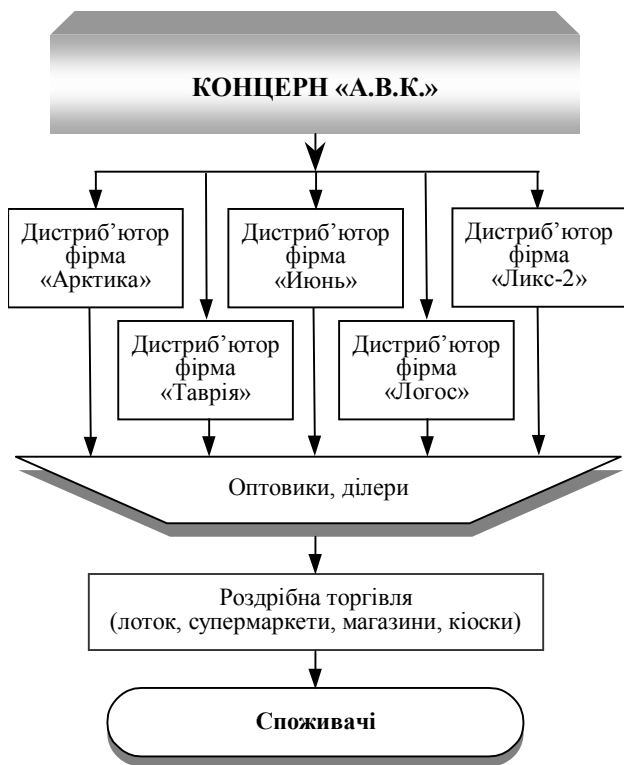 КОНЦЕРН «А.В.К.»
Дистриб’ютор
фірма
«Арктика»
Дистриб’ютор
фірма
«Июнь»
Дистриб’ютор
фірма
«Ликс-2»
Дистриб’ютор
фірма
«Таврія»
Дистриб’ютор
фірма
«Логос»
Оптовики, ділери
Роздрібна торгівля
(лоток, супермаркети, магазини, кіоски)
Споживачі